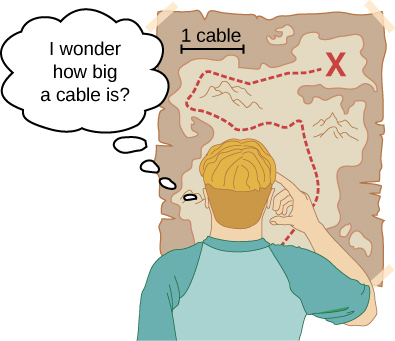 1 cable
X
I wonder
how big
a cable is?